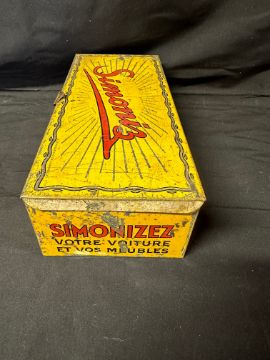 Simoniz
SIMONIZEZ
VOTRE VOITURE
ET VOS MEUBLES